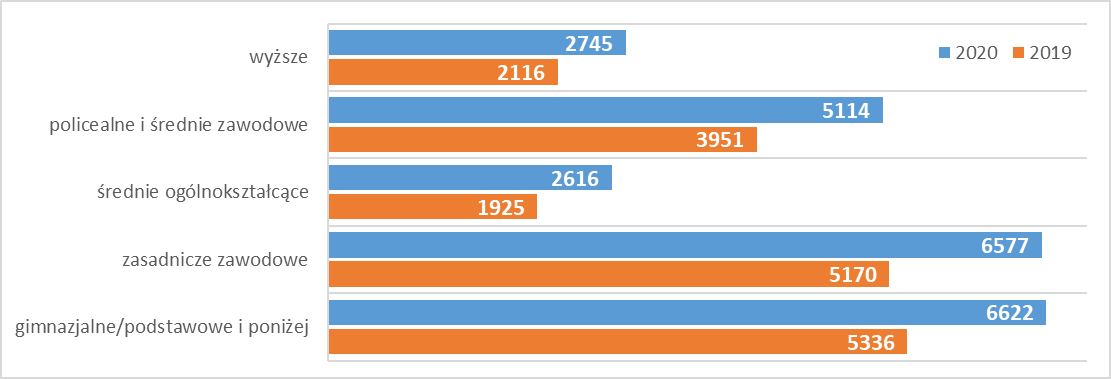 2745
wyższe
2020
2019
2116
5114
policealne i średnie zawodowe
3951
2616
średnie ogólnokształcące
1925
6577
zasadnicze zawodowe
5170
6622
gimnazjalne/podstawowe i poniżej
5336